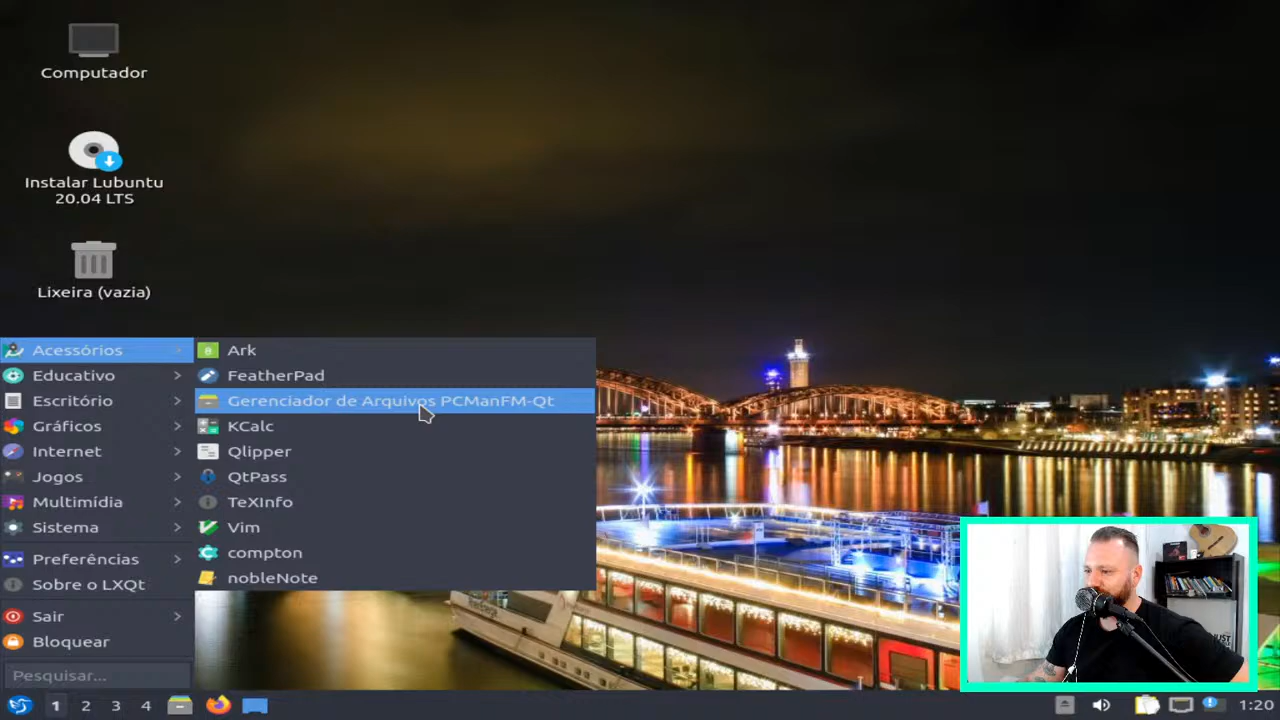 Computador
Instalar Lubuntu
20.04 LTS
Lixeira (vazia)
Acessórios
Educativo
Escritório
Gráficos
Internet
Jogos
Multimídia
Sistema
Preferências
Sobre o LXQt
Sair
Bloquear
Pesquisar...
Ark
FeatherPad
Gerenciador de Arquivos PCManFM-Qt
KCalc
Qlipper
QtPass
TeXInfo
Vim
compton
nobleNote
1 2 3 4
1:20